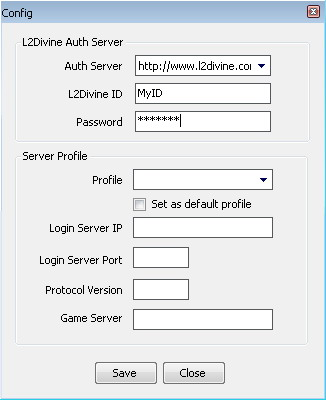 Config
L2Divine Auth Server
Auth Server http://www.l2divine.con
L2Divine ID MyID
Password *******
Server Profile
Profile
Set as default profile
Login Server IP
Login Server Port
Protocol Version
Game Server
Save Close